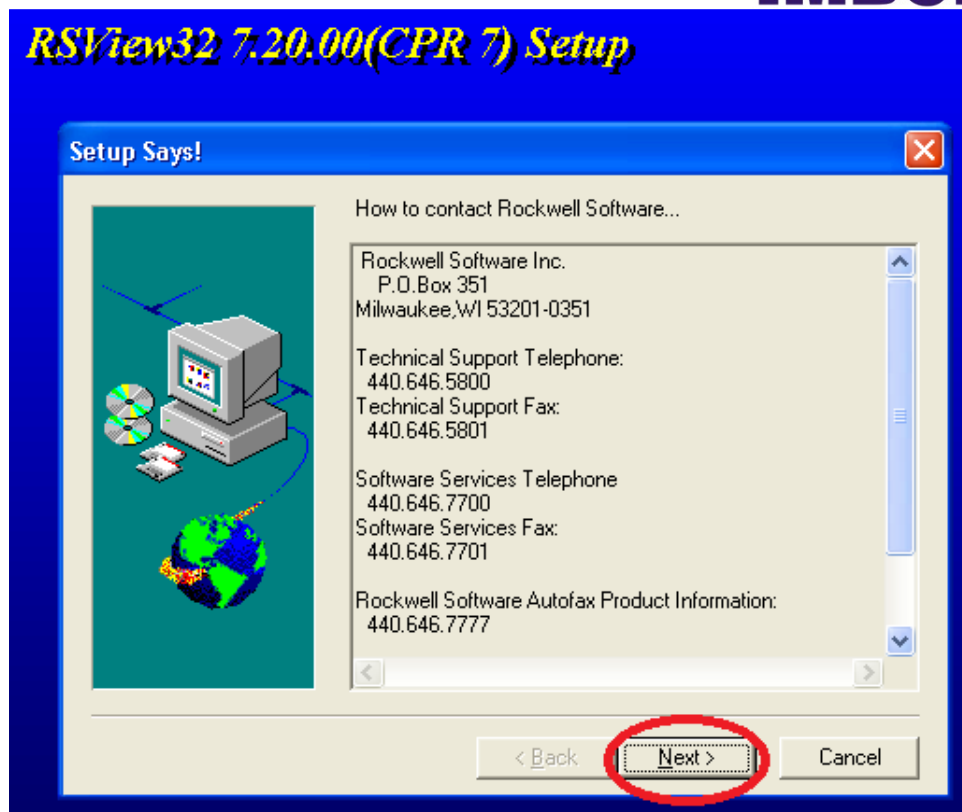 RSView32 7.20.00(CPR 7) Setup
Setup Says!
How to contact Rockwell Software...
Rockwell Software Inc.
P.O.Box 351
Milwaukee,WI 53201-0351
Technical Support Telephone:
440.646.5800
Technical Support Fax:
440.646.5801
Software Services Telephone
440.646.7700
Software Services Fax:
440.646.7701
Rockwell Software Autofax Product Information:
440.646.7777
< Back
Next >
Cancel